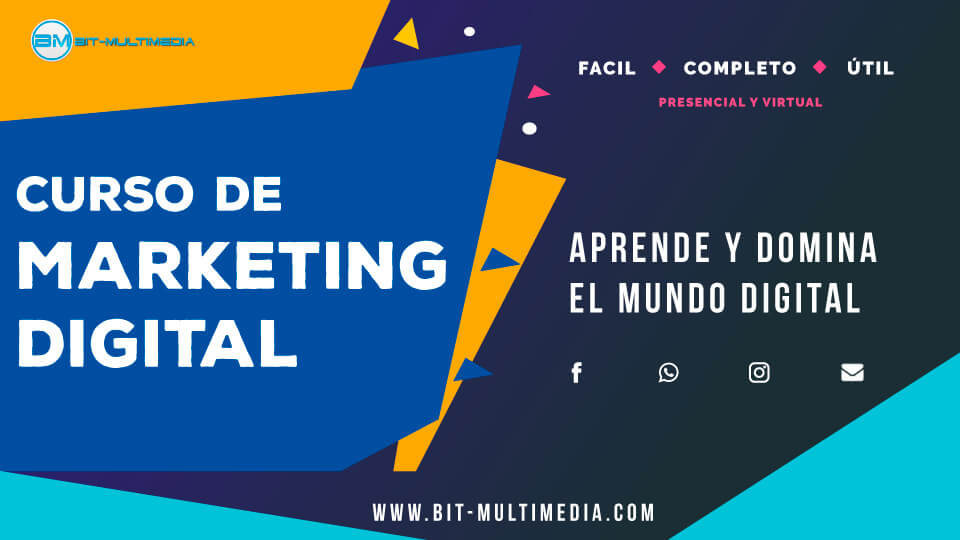 BM BIT-MULTIMEDIA
FACIL COMPLETO ÚTIL
PRESENCIAL Y VIRTUAL
CURSO DE
MARKETING
DIGITAL
APRENDE Y DOMINA
EL MUNDO DIGITAL
WWW.BIT-MULTIMEDIA.COM